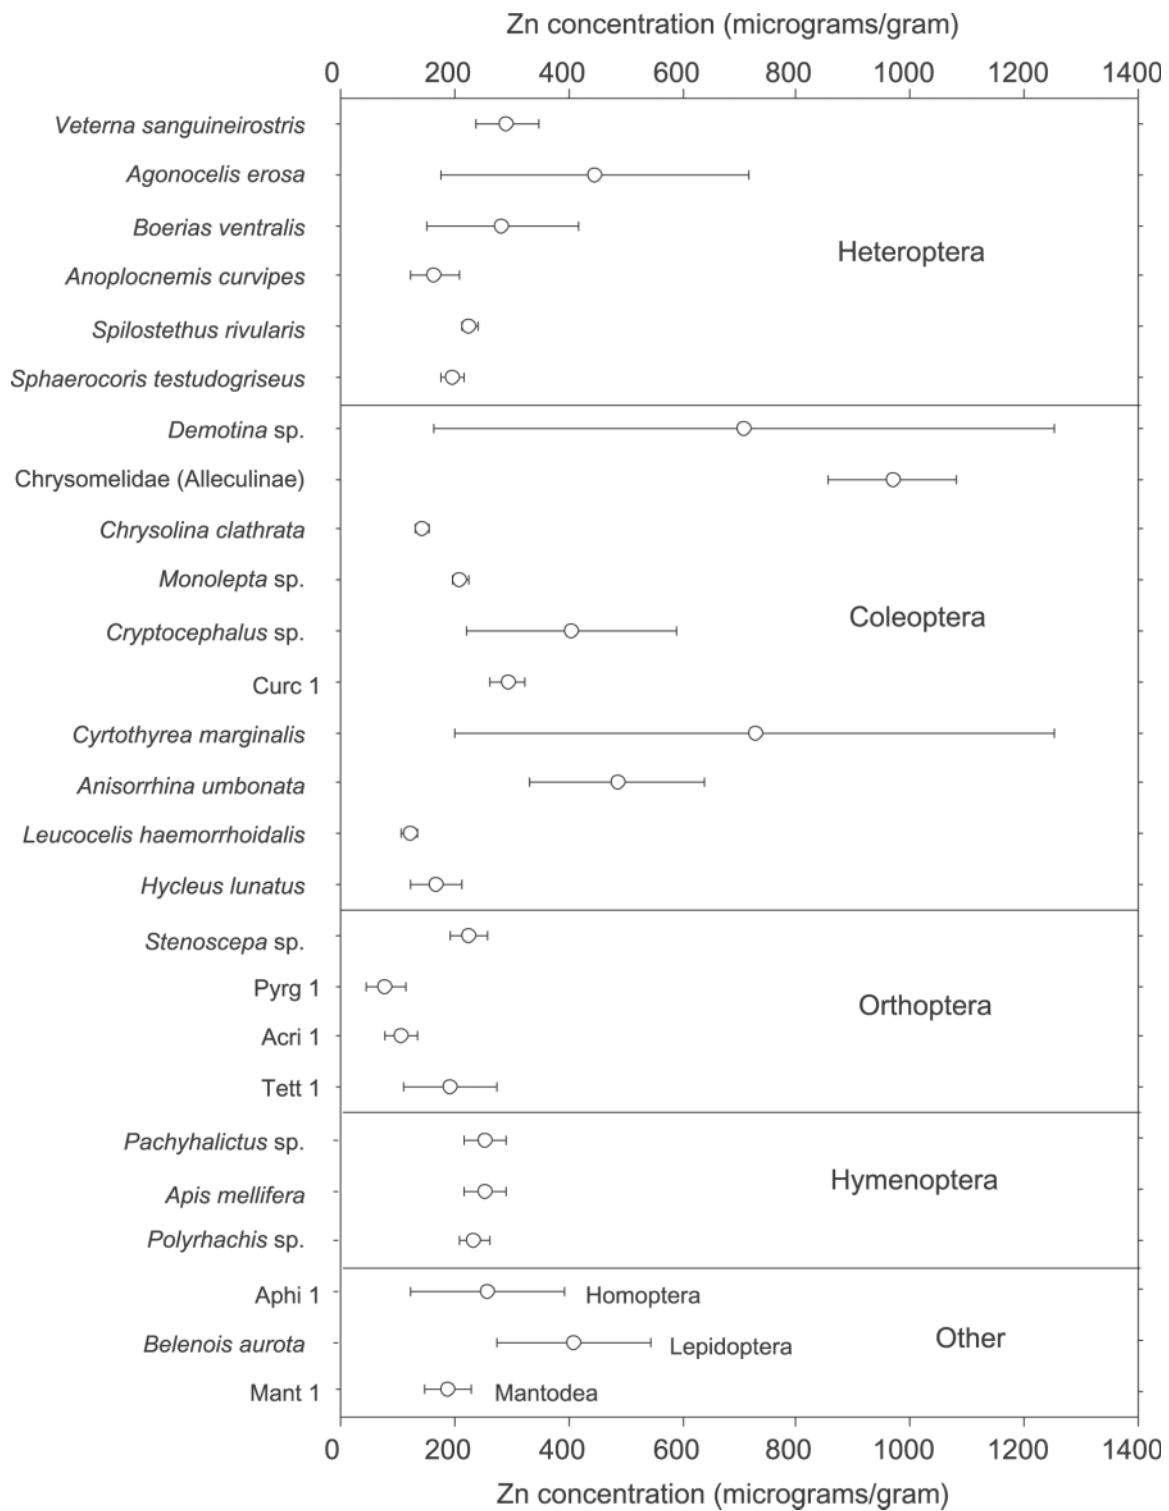 Zn concentration (micrograms/gram)
0 200 400 600 800 1000 1200 1400
Veterna sanguineirostris
Agonocelis erosa
Boerias ventralis
Heteroptera
Anoplocnemis curvipes
Spilostethus rivularis
Sphaerocoris testudogriseus
Demotina sp.
Chrysomelidae (Alleculinae)
Chrysolina clathrata
Monolepta sp.
Coleoptera
Cryptocephalus sp.
Curc 1
Cyrtothyrea marginalis
Anisorrhina umbonata
Leucocelis haemorrhoidalis
Hycleus lunatus
Stenoscepa sp.
Pyrg 1
Orthoptera
Acri 1
Tett 1
Pachyhalictus sp.
Hymenoptera
Apis mellifera
Polyrhachis sp.
Aphi 1 Homoptera
Belenois aurota Lepidoptera Other
Mant 1 Mantodea
0 200 400 600 800 1000 1200 1400
Zn concentration (micrograms/gram)